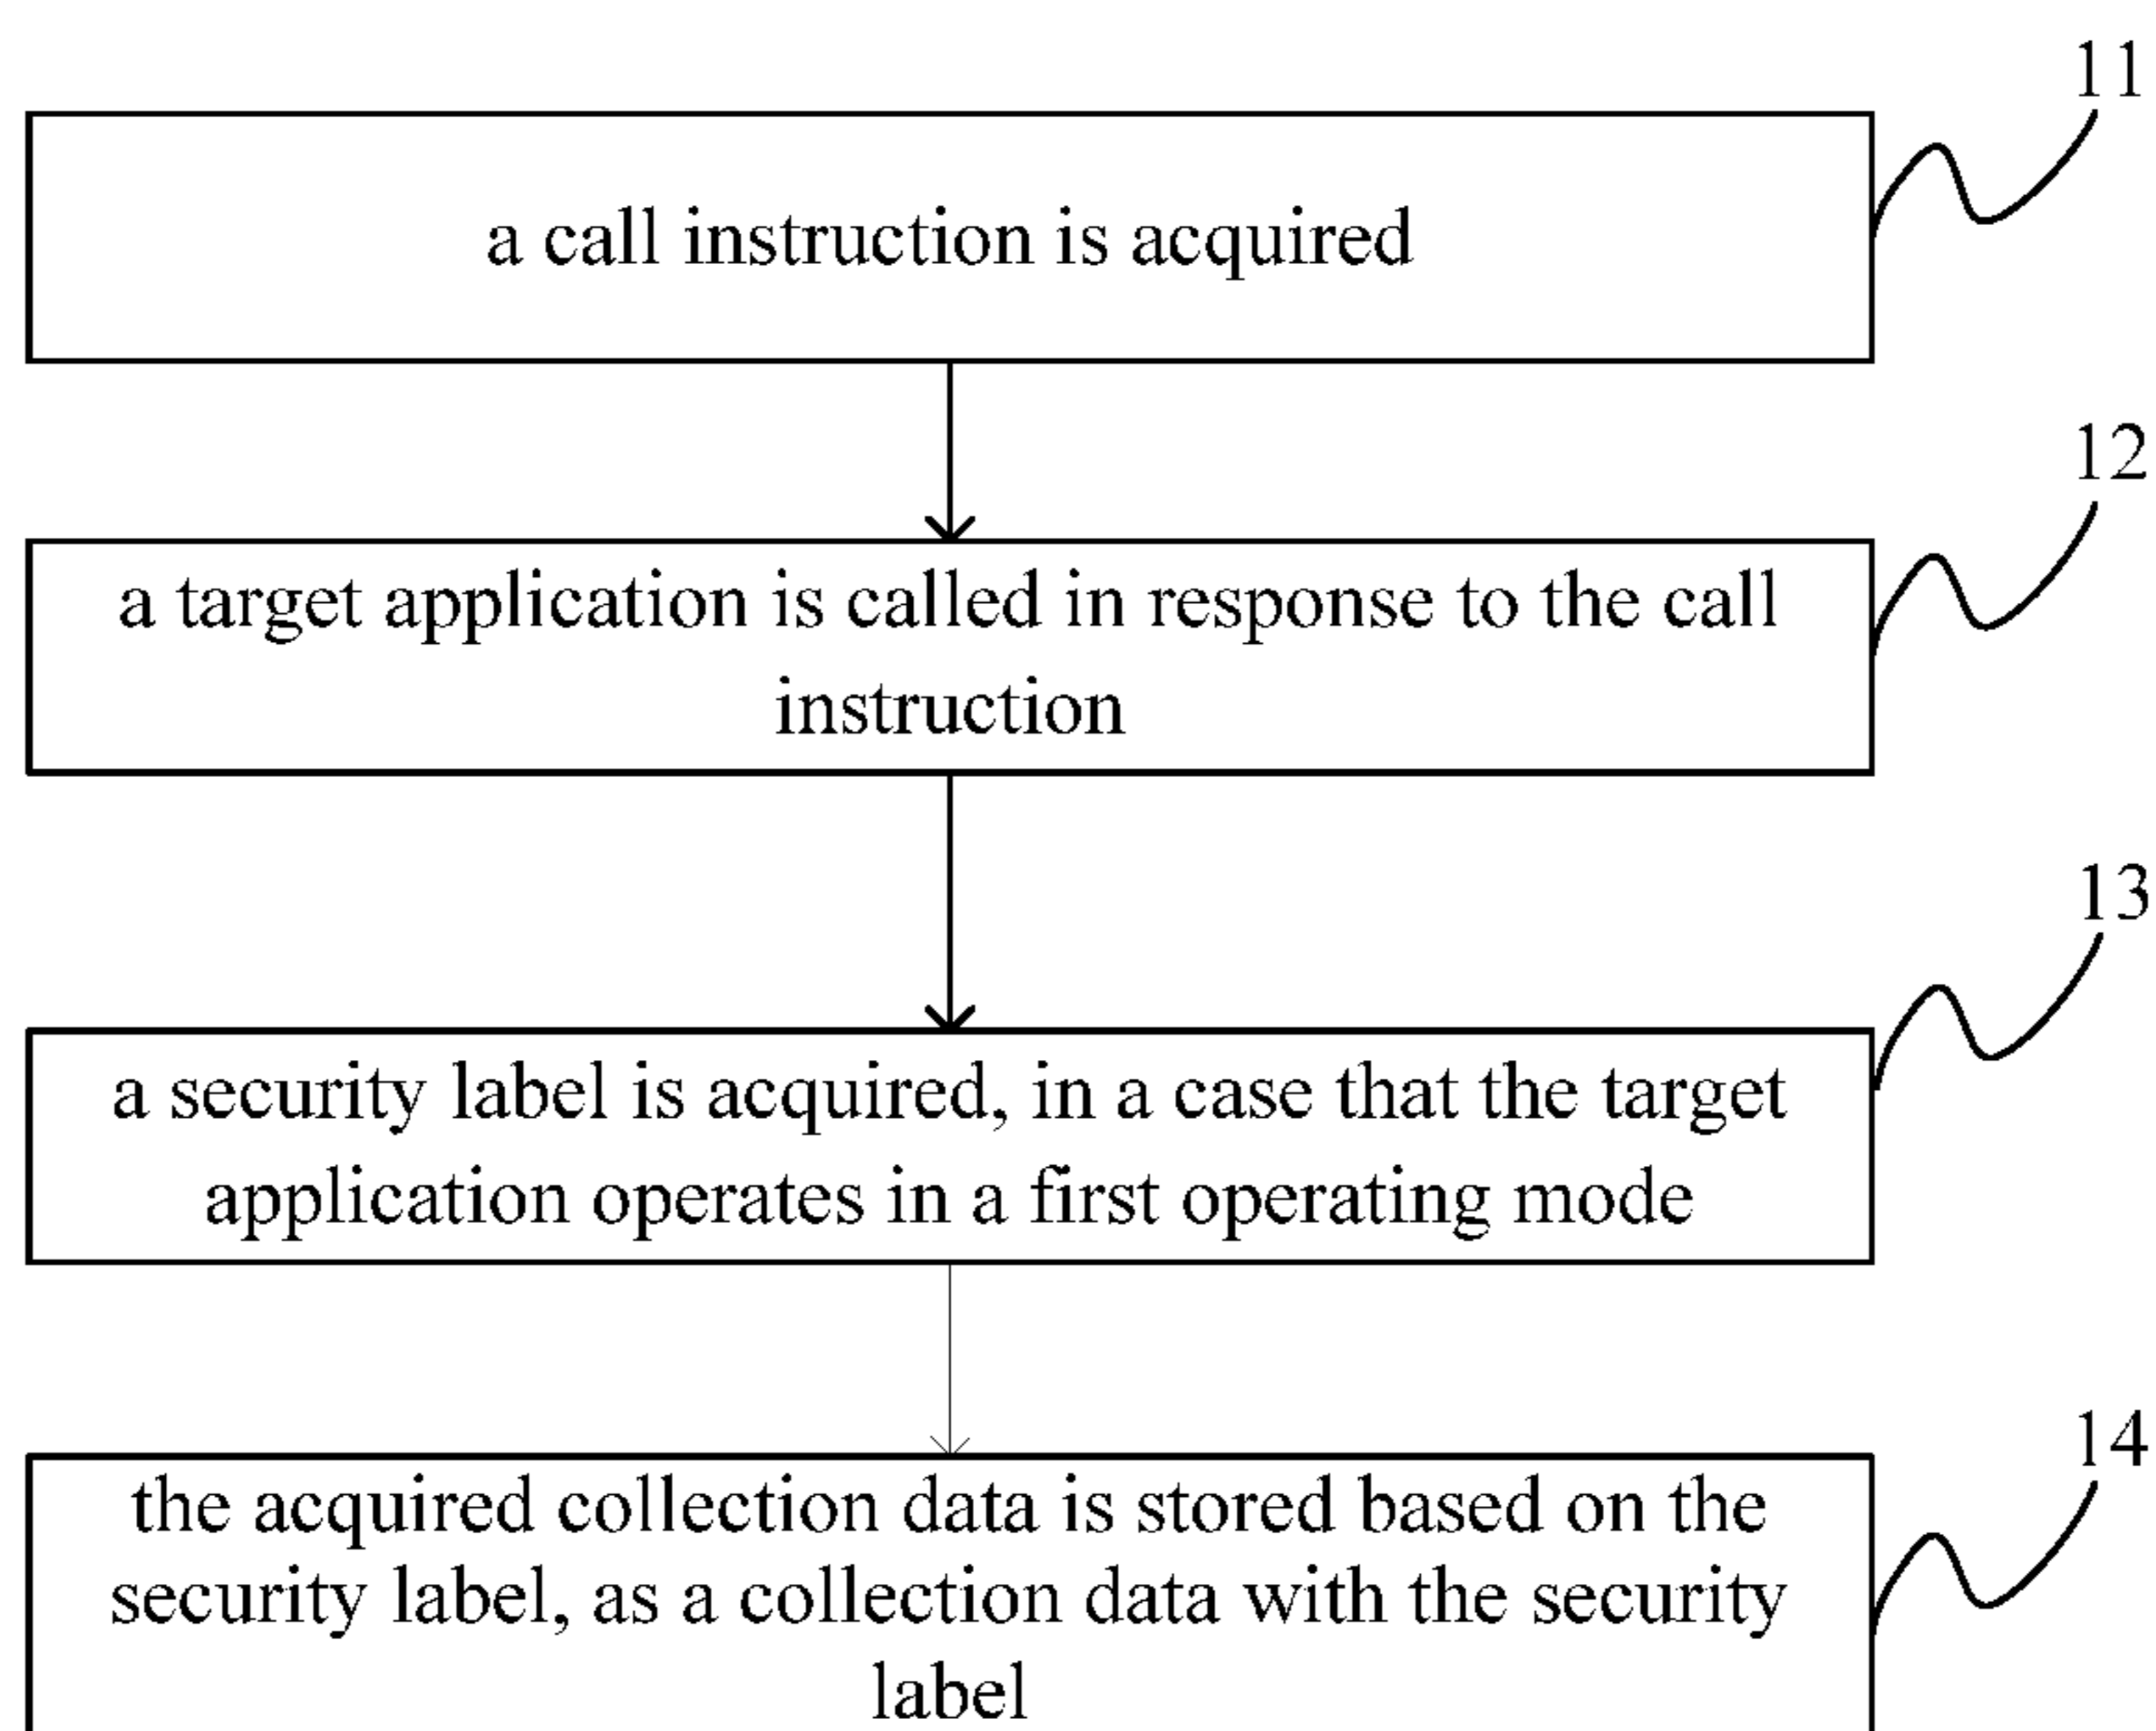 11
a call instruction is acquired
12
a target application is called in response to the call
instruction
13
a security label is acquired, in a case that the target
application operates in a first operating mode
14
the acquired collection data is stored based on the
security label, as a collection data with the security
label